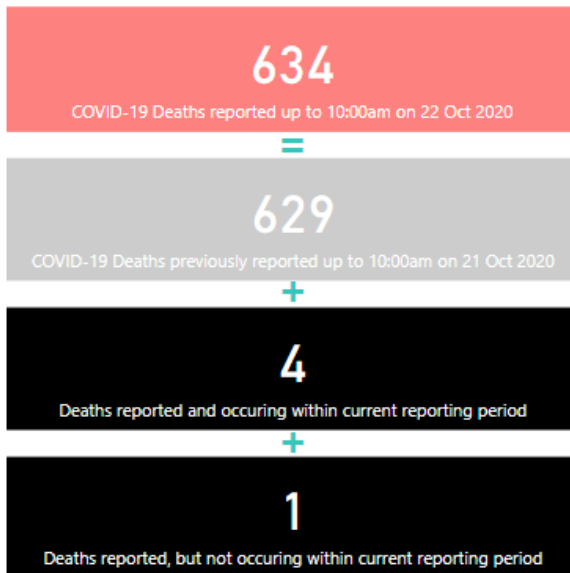 634
COVID-19 Deaths reported up to 10:00am on 22 Oct 2020
=
629
COVID-19 Deaths previously reported up to 10:00am on 21 Oct 2020
+
4
Deaths reported and occuring within current reporting period
+
1
Deaths reported, but not occuring within current reporting period